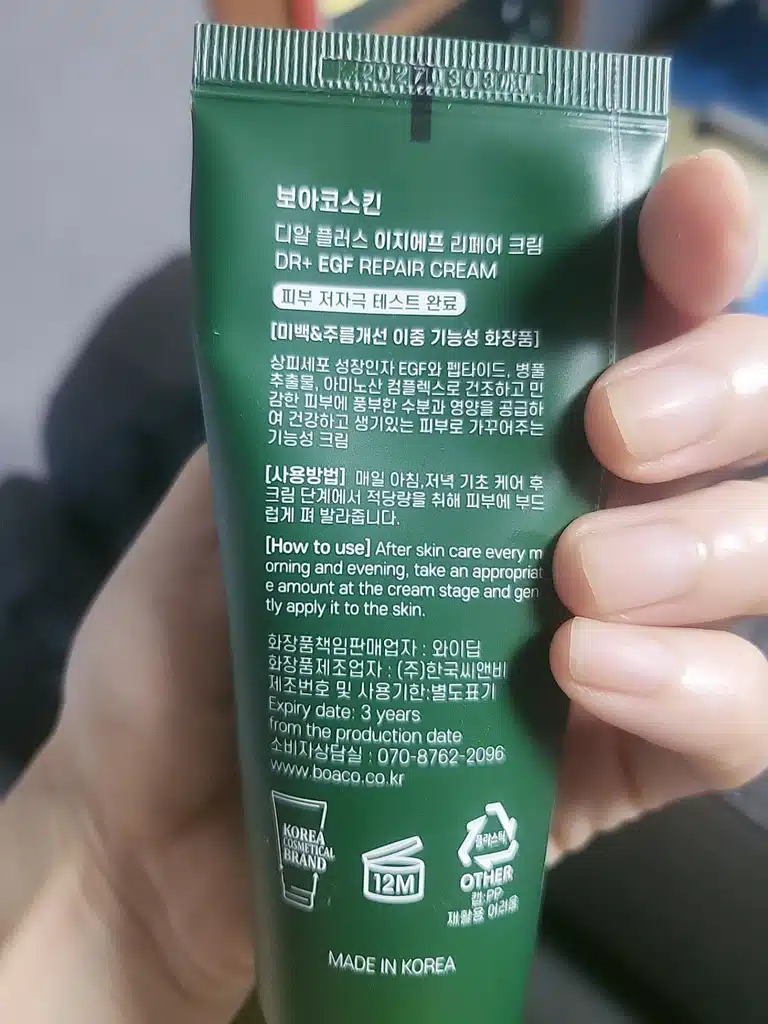 20270303
보아코스킨
디알 플러스 이지에프 리페어 크림
DR+ EGF REPAIR CREAM
피부 저자극 테스트 완료
[미백&주름개선 이중 기능성 화장품]
상피세포 성장인자 EGF와 펩타이드, 병풀
추출물, 아미노산 컴플렉스로 건조하고 민
감한 피부에 풍부한 수분과 영양을 공급하
여 건강하고 생기있는 피부로 가꾸어주는
기능성 크림
[사용방법] 매일 아침,저녁 기초 케어 후
크림 단계에서 적당량을 취해 피부에 부드
럽게 펴 발라줍니다.
[How to use] After skin care every m
orning and evening, take an appropriat
e amount at the cream stage and gen
tly apply it to the skin.
화장품책임판매업자 : 와이딥
화장품제조업자 : (주)한국씨앤비
제조번호 및 사용기한:별도표기
Expiry date: 3 years
from the production date
소비자상담실 : 070-8762-2096
www.boaco.co.kr
KOREA
COSMETICAL
BRAND
12M
플라스틱
OTHER
캡:PP
재활용 어려움
MADE IN KOREA